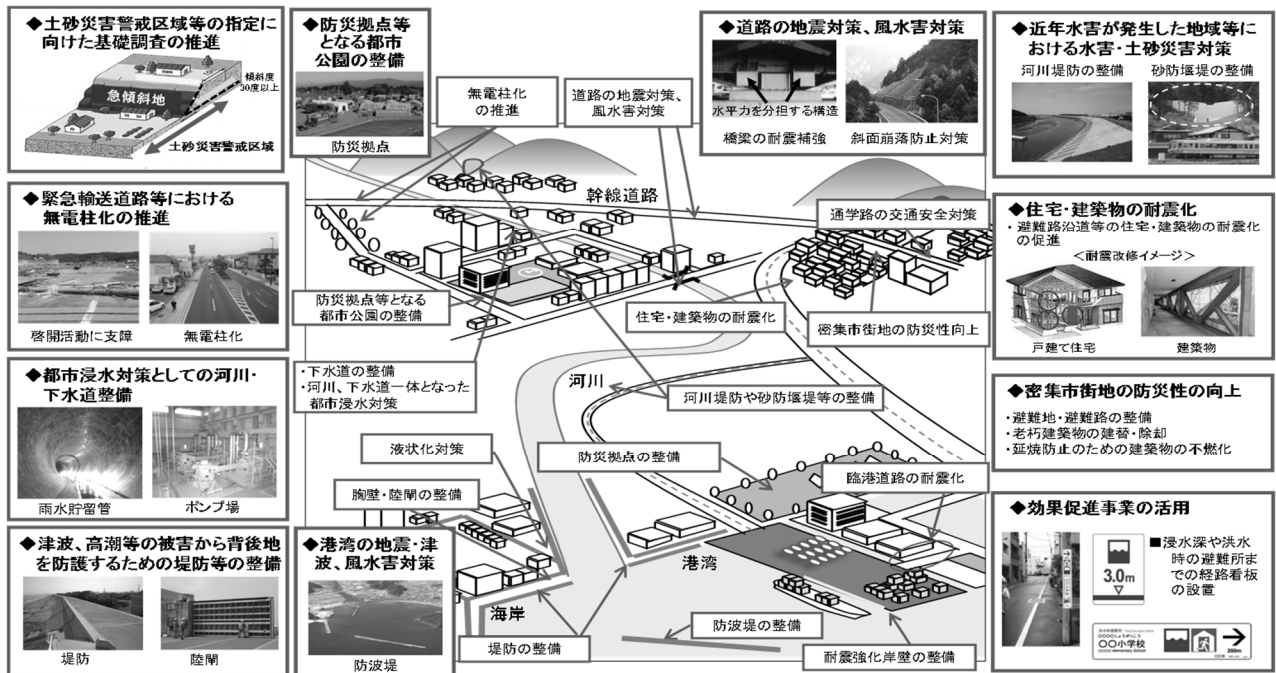 ◆土砂災害警戒区域等の指定に
向けた基礎調査の推進
急傾斜地
傾斜度
30度以上
土砂災害警戒区域
◆防災拠点等
となる都市
公園の整備
防災拠点
◆道路の地震対策、風水害対策
水平力を分担する構造
橋梁の耐震補強
斜面崩落防止対策
◆近年水害が発生した地域等に
おける水害・土砂災害対策
河川堤防の整備
砂防堰堤の整備
◆緊急輸送道路等における
無電柱化の推進
啓開活動に支障
無電柱化
◆都市浸水対策としての河川・
下水道整備
雨水貯留管
ポンプ場
◆津波、高潮等の被害から背後地
を防護するための堤防等の整備
堤防
陸閘
◆港湾の地震・津
波、風水害対策
防波堤
無電柱化
の推進
道路の地震対策、
風水害対策
幹線道路
通学路の交通安全対策
防災拠点等となる
都市公園の整備
住宅・建築物の耐震化
密集市街地の防災性向上
・下水道の整備
・河川、下水道一体となった
都市浸水対策
河川
河川堤防や砂防堰堤等の整備
液状化対策
防災拠点の整備
臨港道路の耐震化
胸壁・陸閘の整備
港湾
海岸
堤防の整備
防波堤の整備
耐震強化岸壁の整備
◆住宅・建築物の耐震化
・避難路沿道等の住宅・建築物の耐震化
の促進
＜耐震改修イメージ＞
戸建て住宅
建築物
◆密集市街地の防災性の向上
・避難地・避難路の整備
・老朽建築物の建替・除却
・延焼防止のための建築物の不燃化
◆効果促進事業の活用
3.0m
■浸水深や洪水
時の避難所ま
での経路看板
の設置
○○○○しょうがっこう
○○小学校
○○○○ elementary School
200m